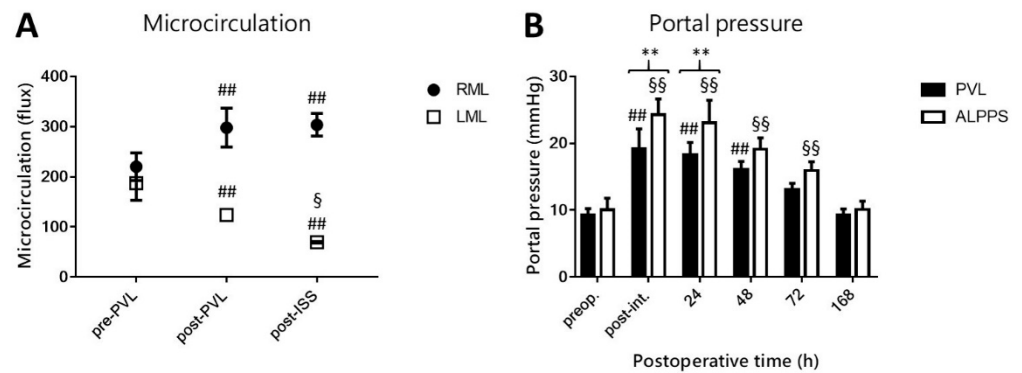 A Microcirculation
Microcirculation (flux)
400
300
200
100
0
## ##
##
§
##
RML
LML
pre-PVL post-PVL post-ISS
B Portal pressure
Portal pressure (mmHg)
30
20
10
0
** **
## §§ ## §§ ## §§ §§
PVL
ALPPS
preop. post-int. 24 48 72 168
Postoperative time (h)